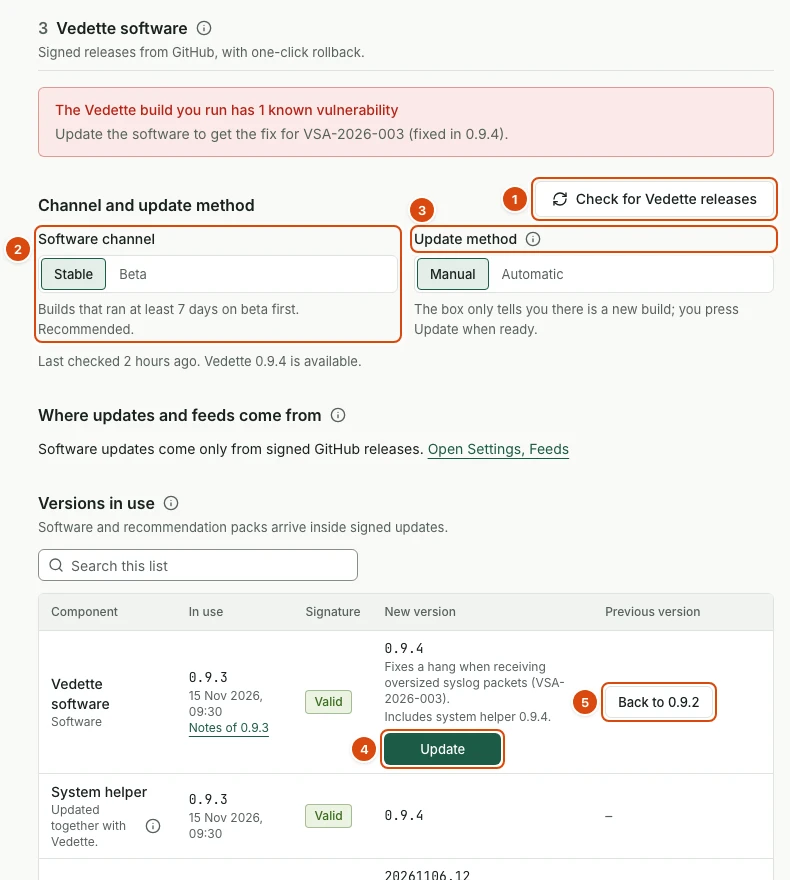 3 Vedette software
Signed releases from GitHub, with one-click rollback.
The Vedette build you run has 1 known vulnerability
Update the software to get the fix for VSA-2026-003 (fixed in 0.9.4).
Channel and update method
1
Check for Vedette releases
2
Software channel
Stable
Beta
Builds that ran at least 7 days on beta first.
Recommended.
3
Update method
Manual
Automatic
The box only tells you there is a new build; you press
Update when ready.
Last checked 2 hours ago. Vedette 0.9.4 is available.
Where updates and feeds come from
Software updates come only from signed GitHub releases. Open Settings, Feeds
Versions in use
Software and recommendation packs arrive inside signed updates.
Search this list
Component In use Signature New version Previous version
Vedette
software
Software
0.9.3
15 Nov 2026,
09:30
Notes of 0.9.3
Valid
0.9.4
Fixes a hang when receiving
oversized syslog packets (VSA-
2026-003).
Includes system helper 0.9.4.
4
Update
5
Back to 0.9.2
System helper
Updated
together with
Vedette.
0.9.3
15 Nov 2026,
09:30
Valid
0.9.4
–
20261106.12